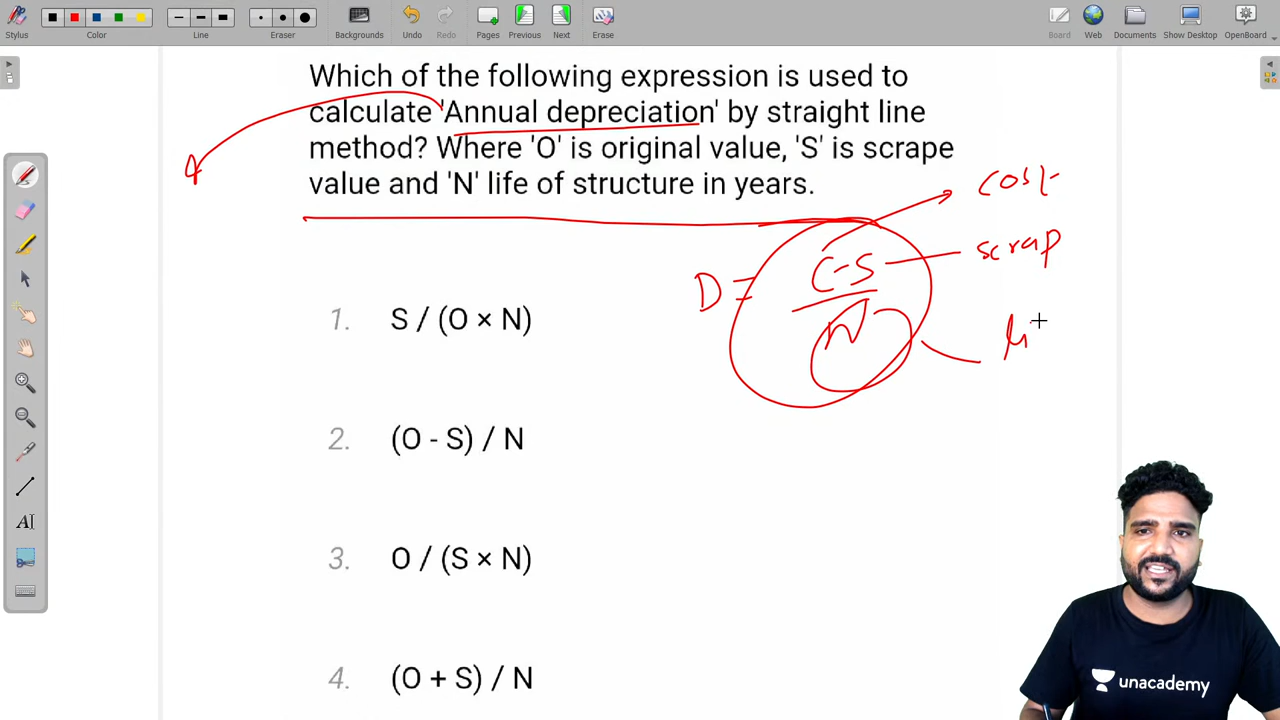 Stylus
Color
Line
Eraser
Backgrounds
Undo
Redo
Pages
Previous
Next
Erase
Board
Web
Documents
Show Desktop
OpenBoard
Which of the following expression is used to
calculate 'Annual depreciation' by straight line
method? Where 'O' is original value, 'S' is scrape
value and 'N' life of structure in years.
cost
scrap
D = C-S
N
1. S / (O × N)
2. (O - S) / N
3. O / (S × N)
4. (O + S) / N
AI
unacademy